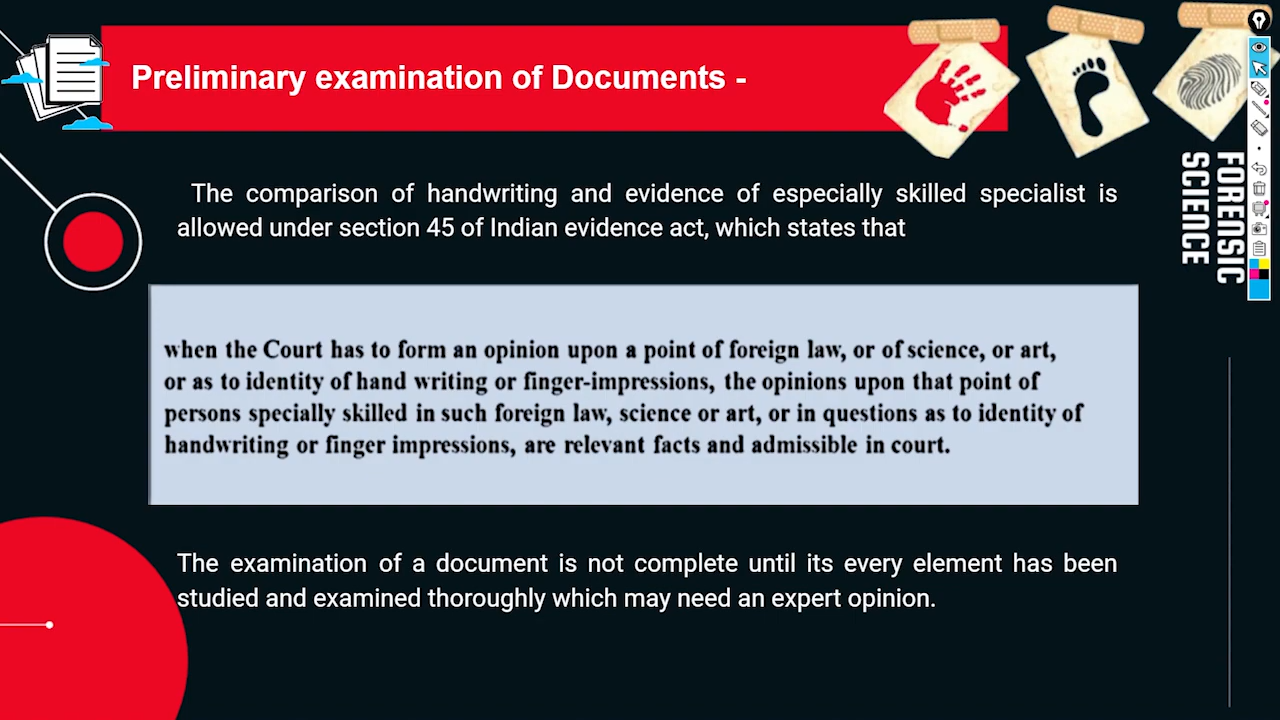 Preliminary examination of Documents -
The comparison of handwriting and evidence of especially skilled specialist is
allowed under section 45 of Indian evidence act, which states that
when the Court has to form an opinion upon a point of foreign law, or of science, or art,
or as to identity of hand writing or finger-impressions, the opinions upon that point of
persons specially skilled in such foreign law, science or art, or in questions as to identity of
handwriting or finger impressions, are relevant facts and admissible in court.
The examination of a document is not complete until its every element has been
studied and examined thoroughly which may need an expert opinion.
FORENSIC
SCIENCE